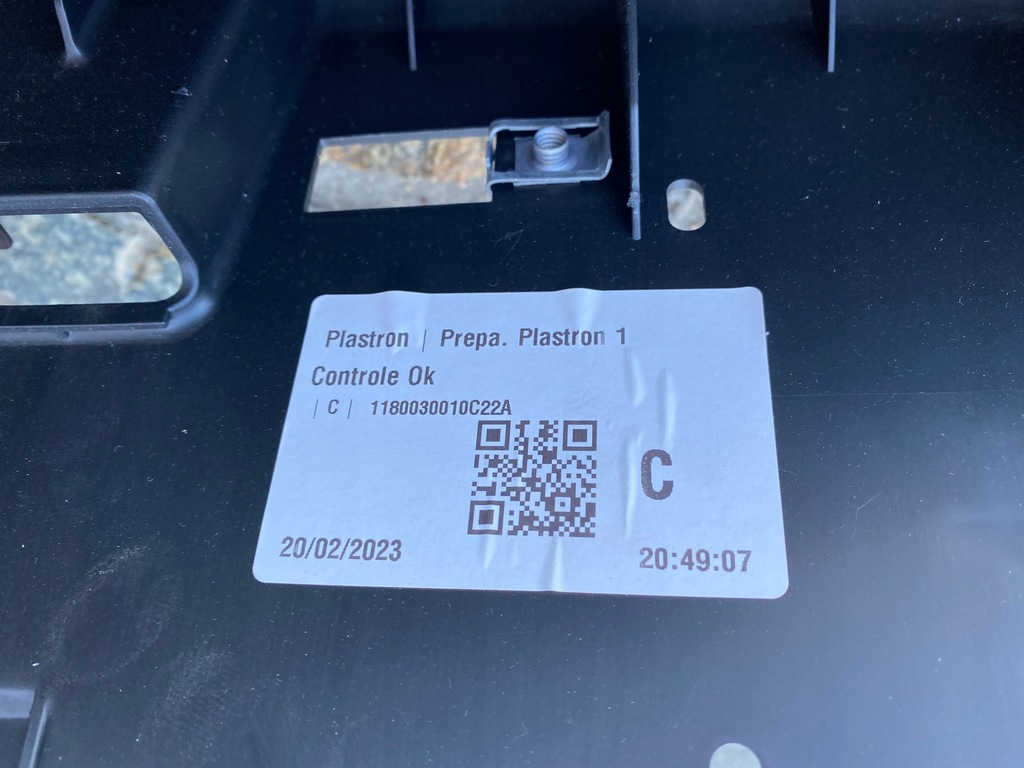 Plastron | Prepa. Plastron 1
Controle Ok
| C | 1180030010C22A
C
20/02/2023 20:49:07